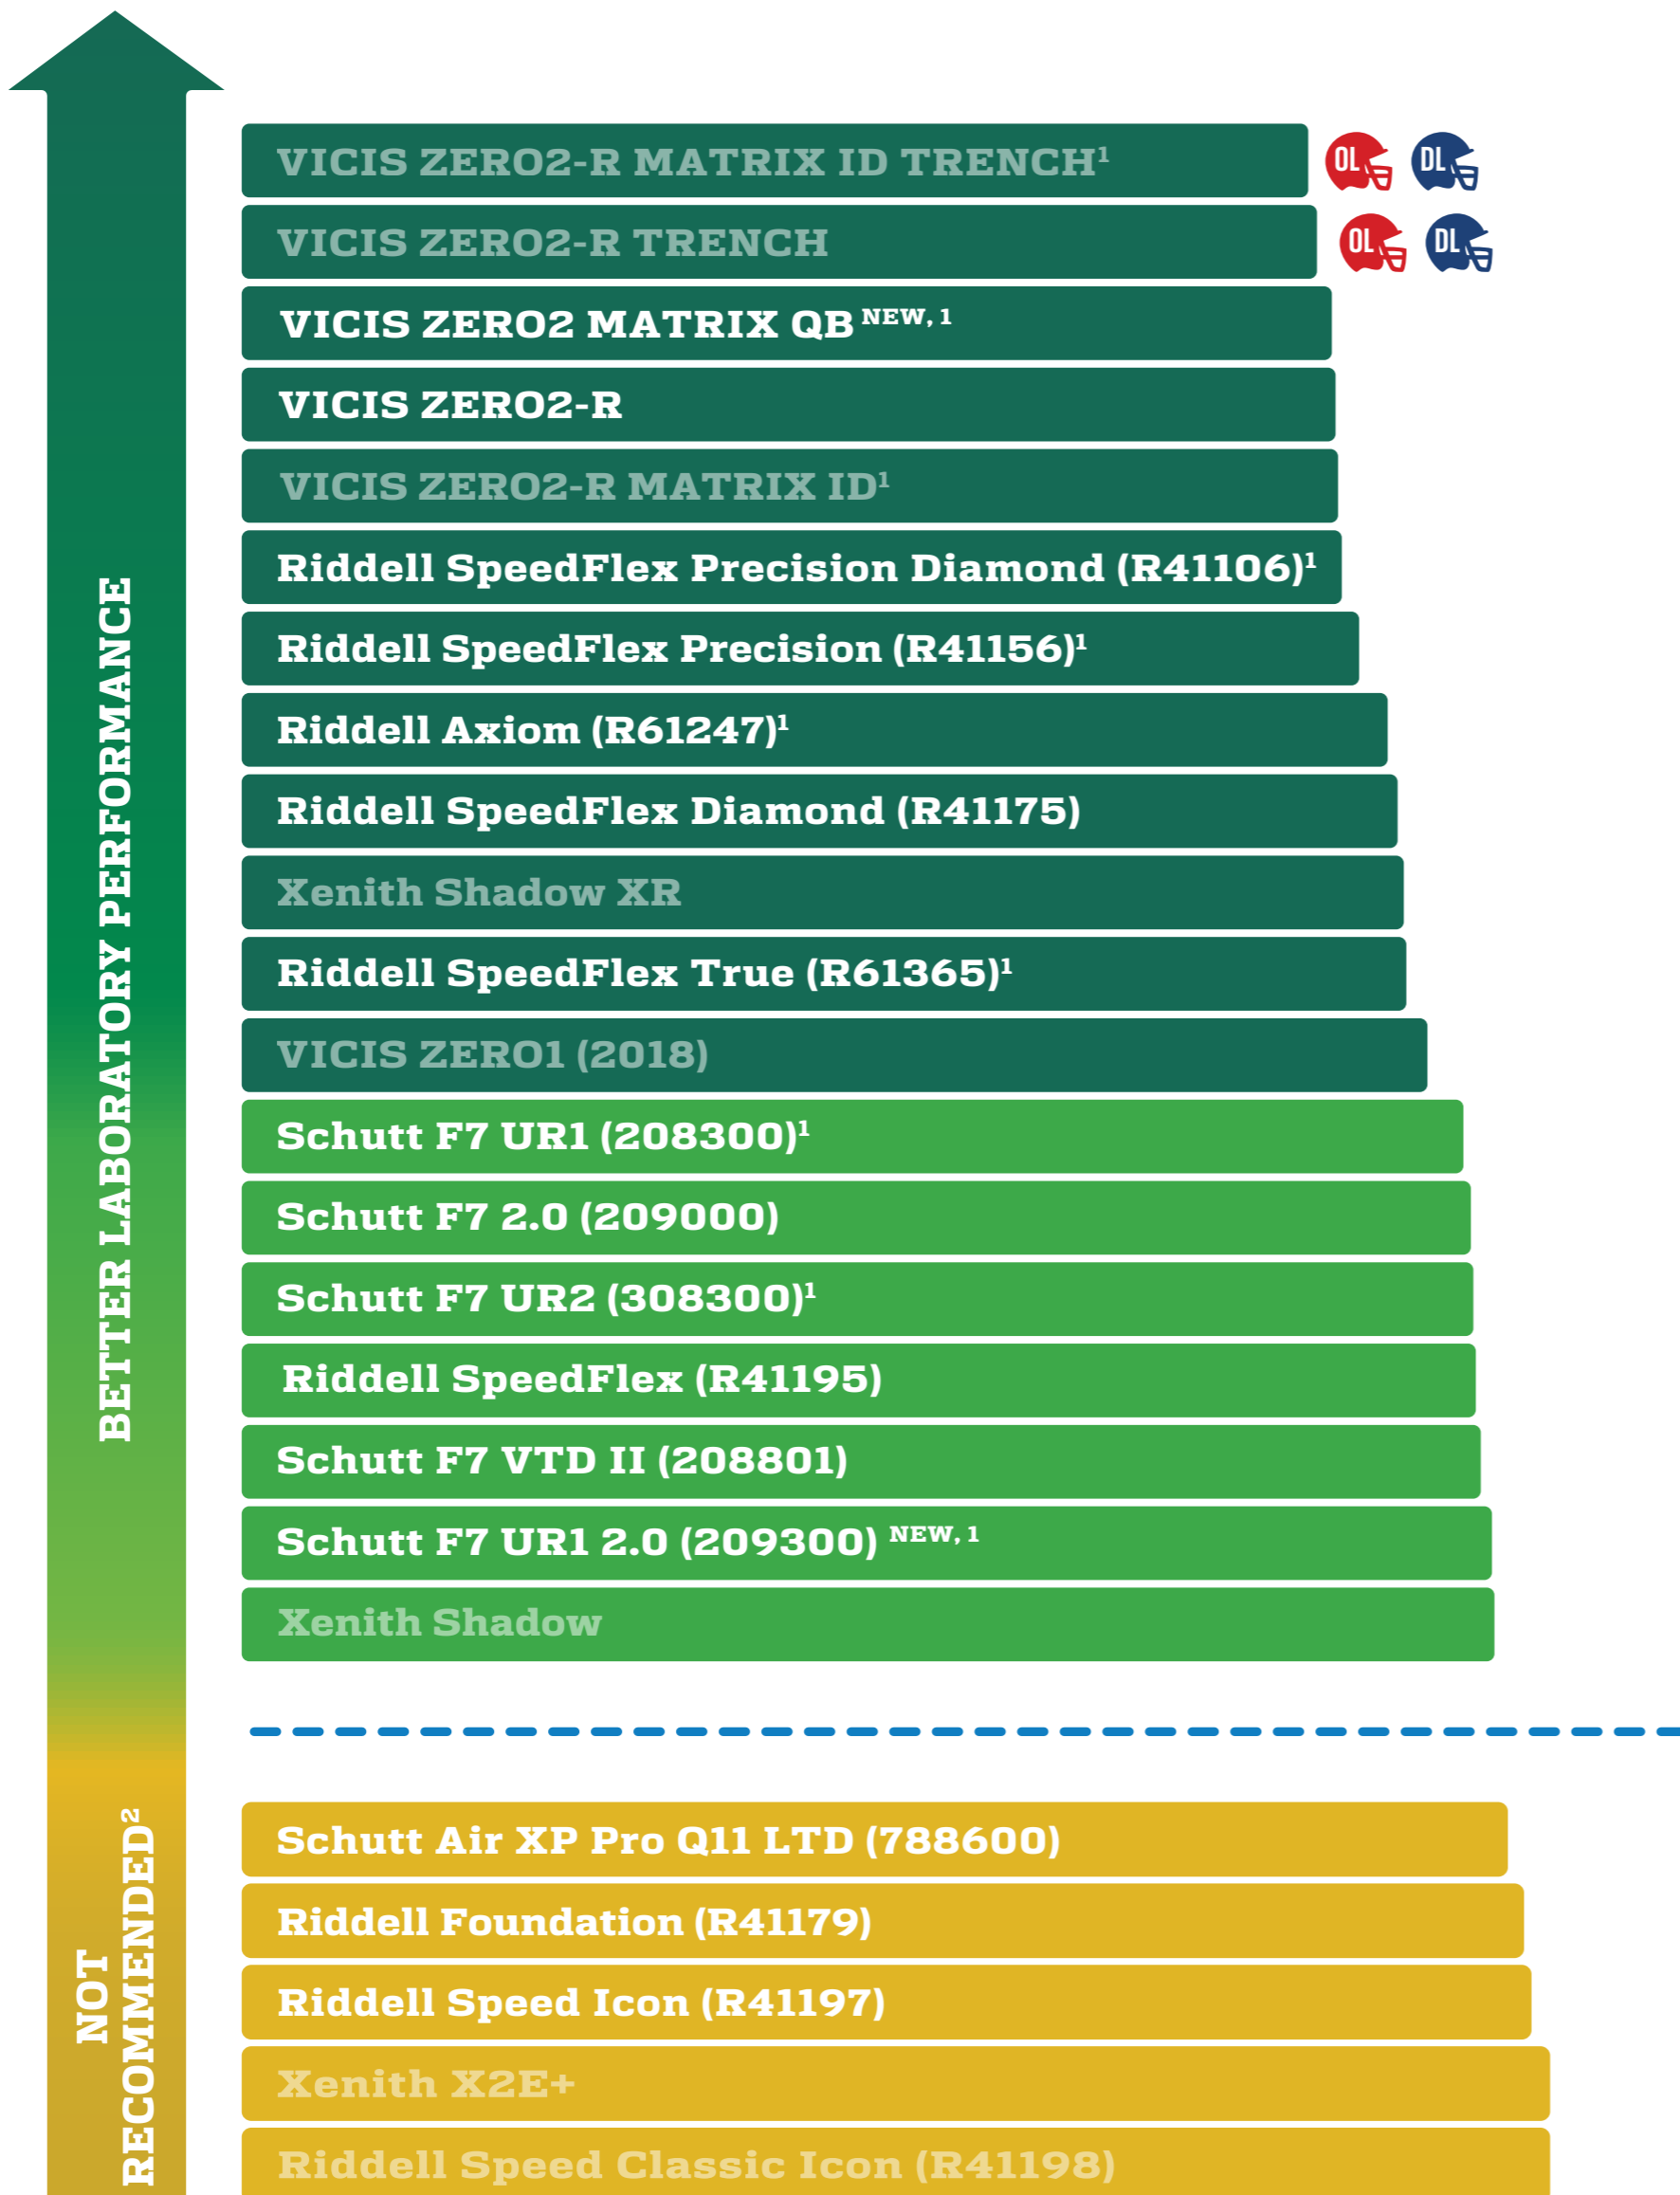 VICIS ZERO2-R MATRIX ID TRENCH¹
OL
DL
VICIS ZERO2-R TRENCH
OL
DL
VICIS ZERO2 MATRIX QB NEW, 1
VICIS ZERO2-R
VICIS ZERO2-R MATRIX ID¹
Riddell SpeedFlex Precision Diamond (R41106)¹
Riddell SpeedFlex Precision (R41156)¹
Riddell Axiom (R61247)¹
Riddell SpeedFlex Diamond (R41175)
Xenith Shadow XR
Riddell SpeedFlex True (R61365)¹
VICIS ZERO1 (2018)
Schutt F7 UR1 (208300)¹
Schutt F7 2.0 (209000)
Schutt F7 UR2 (308300)¹
Riddell SpeedFlex (R41195)
Schutt F7 VTD II (208801)
Schutt F7 UR1 2.0 (209300) NEW, 1
Xenith Shadow
BETTER LABORATORY PERFORMANCE
Schutt Air XP Pro Q11 LTD (788600)
Riddell Foundation (R41179)
Riddell Speed Icon (R41197)
Xenith X2E+
Riddell Speed Classic Icon (R41198)
NOT
RECOMMENDED²